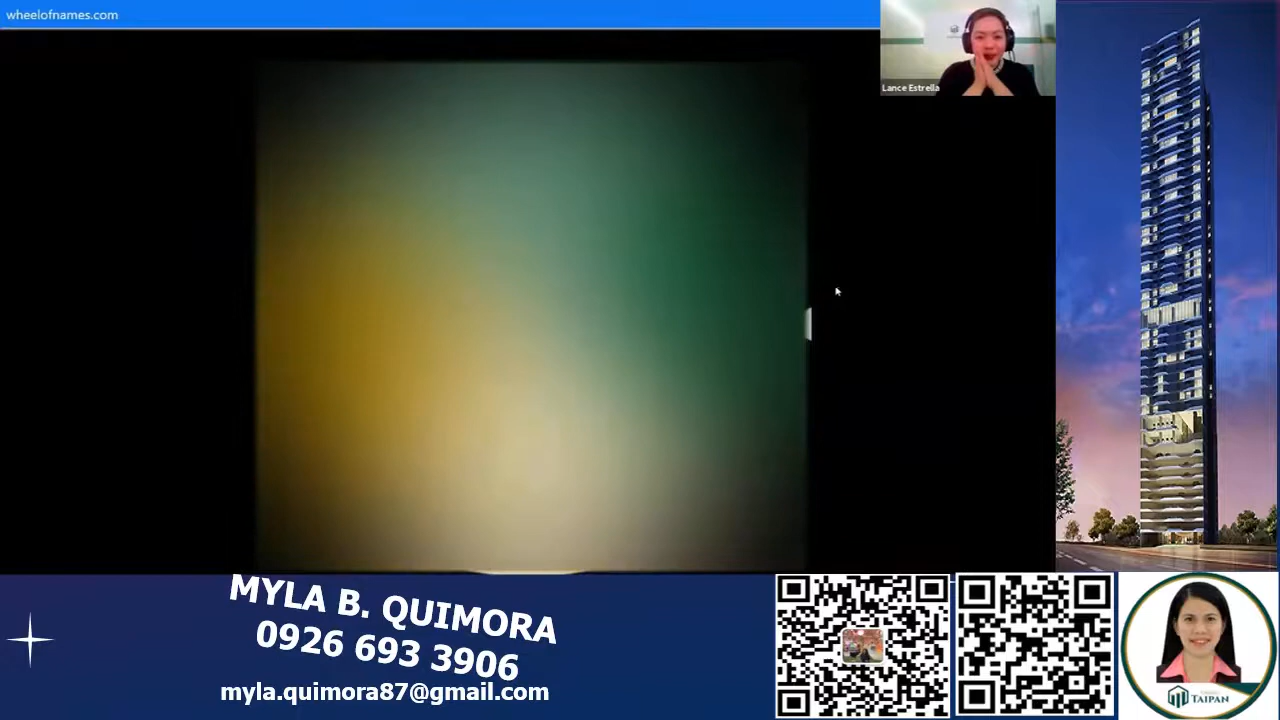 wheelofnames.com
Lance Estrella
MYLA B. QUIMORA
0926 693 3906
myla.quimora87@gmail.com
TAIPAN